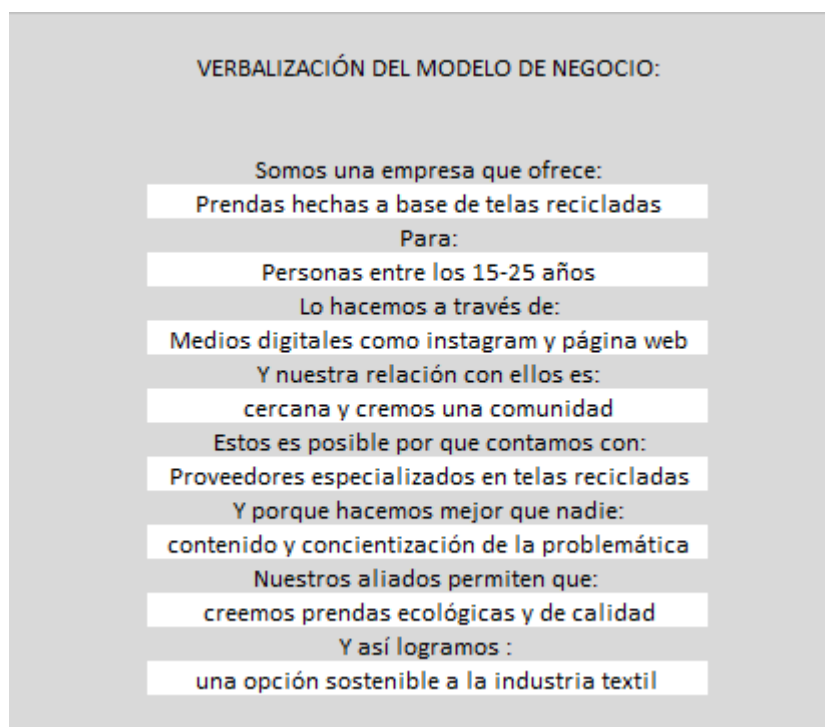 VERBALIZACIÓN DEL MODELO DE NEGOCIO:
Somos una empresa que ofrece:
Prendas hechas a base de telas recicladas
Para:
Personas entre los 15-25 años
Lo hacemos a través de:
Medios digitales como instagram y página web
Y nuestra relación con ellos es:
cercana y cremos una comunidad
Estos es posible por que contamos con:
Proveedores especializados en telas recicladas
Y porque hacemos mejor que nadie:
contenido y concientización de la problemática
Nuestros aliados permiten que:
creemos prendas ecológicas y de calidad
Y así logramos :
una opción sostenible a la industria textil